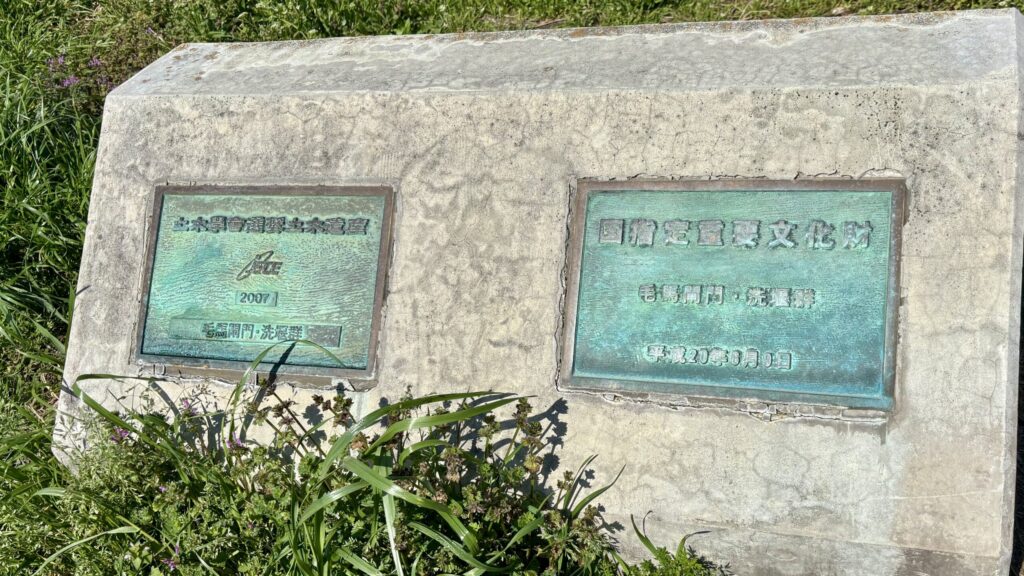 土木學會選奨土木遺産
JSCE
2007
毛馬閘門・洗堰群
国指定重要文化財
毛馬閘門・洗堰群
平成20年6月9日